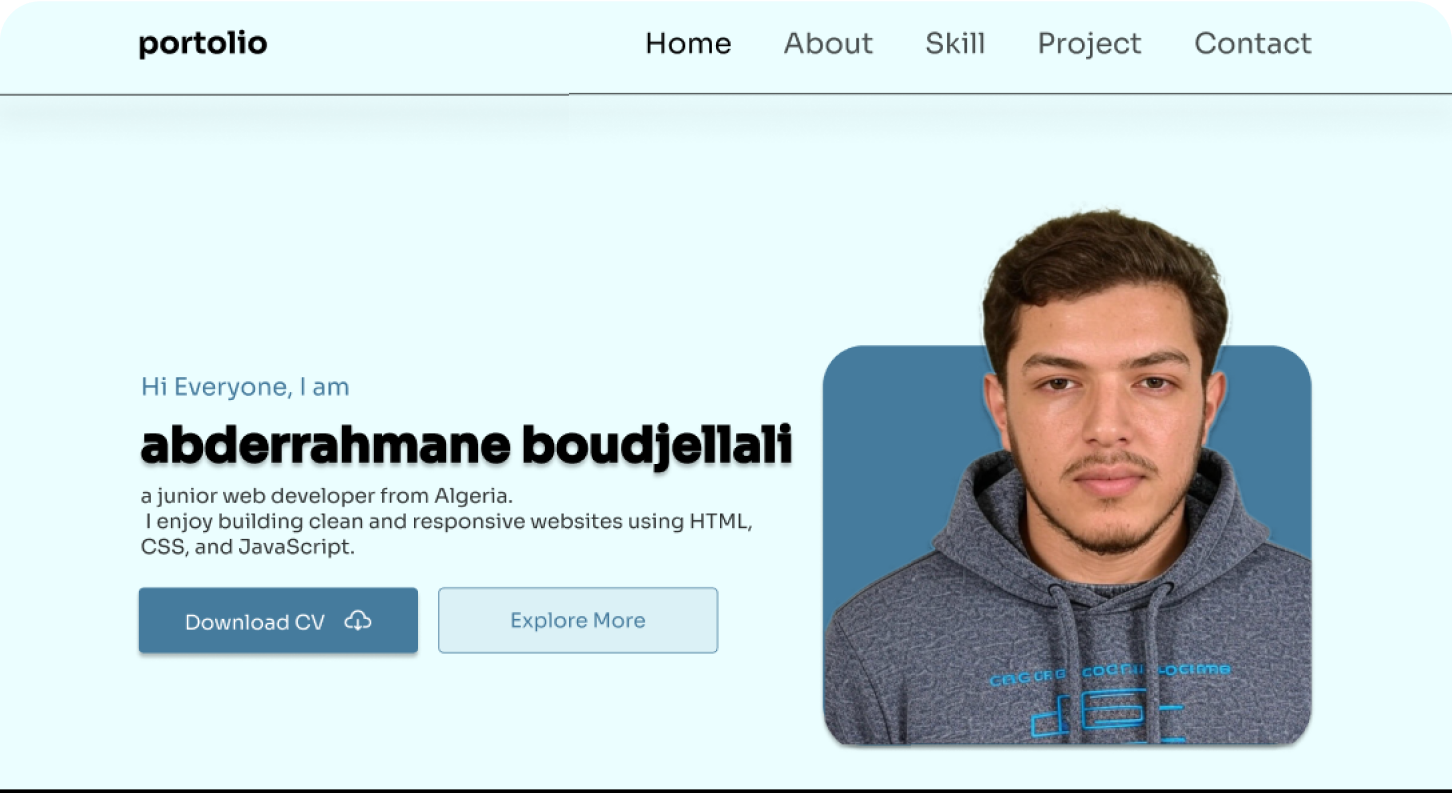 portolio
Home About Skill Project Contact
Hi Everyone, I am
abderrahmane boudjellali
a junior web developer from Algeria.
I enjoy building clean and responsive websites using HTML,
CSS, and JavaScript.
Download CV
Explore More